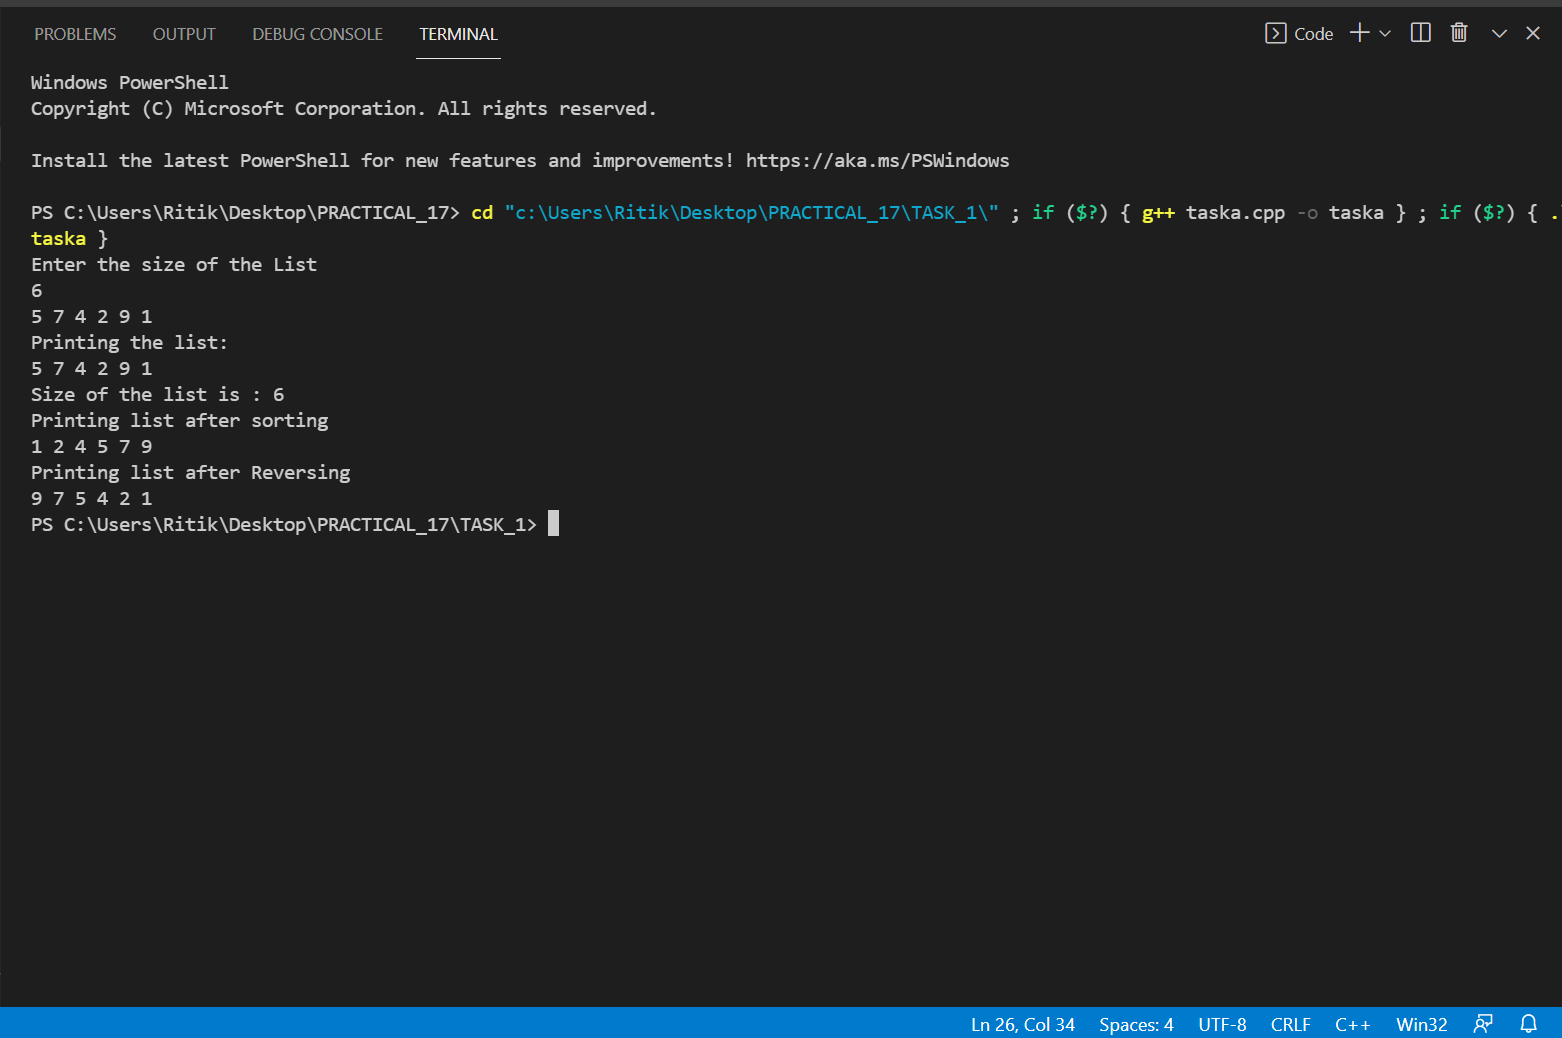 PROBLEMS OUTPUT DEBUG CONSOLE TERMINAL Code
Windows PowerShell
Copyright (C) Microsoft Corporation. All rights reserved.
Install the latest PowerShell for new features and improvements! https://aka.ms/PSWindows
PS C:\Users\Ritik\Desktop\PRACTICAL_17> cd "c:\Users\Ritik\Desktop\PRACTICAL_17\TASK_1\" ; if ($?) { g++ taska.cpp -o taska } ; if ($?) { .\
taska }
Enter the size of the List
6
5 7 4 2 9 1
Printing the list:
5 7 4 2 9 1
Size of the list is : 6
Printing list after sorting
1 2 4 5 7 9
Printing list after Reversing
9 7 5 4 2 1
PS C:\Users\Ritik\Desktop\PRACTICAL_17\TASK_1>
Ln 26, Col 34 Spaces: 4 UTF-8 CRLF C++ Win32